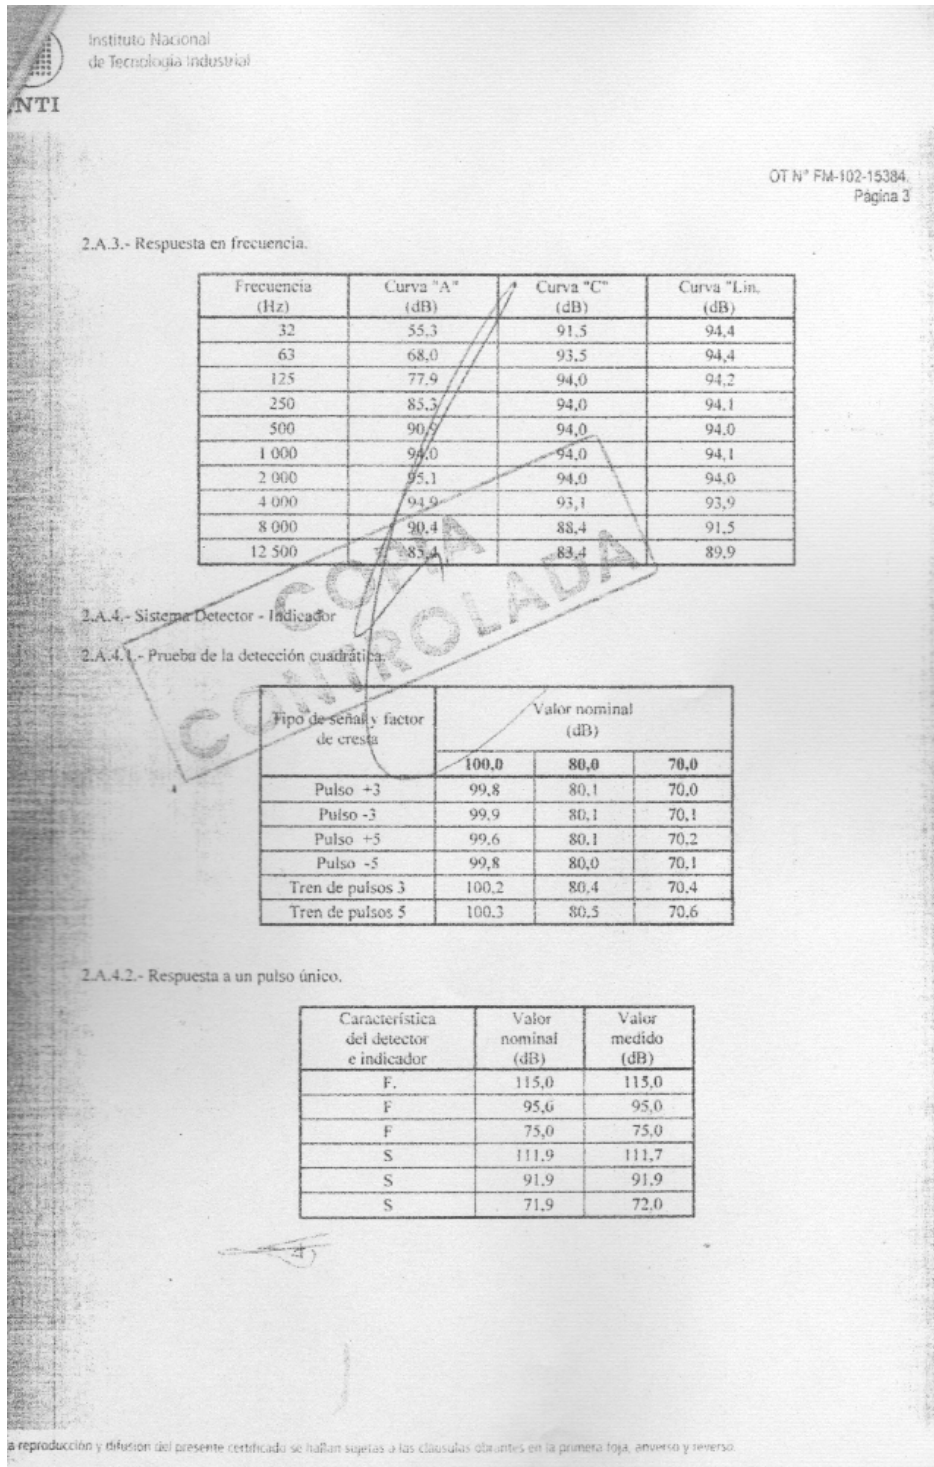 Instituto Nacional
de Tecnología Industrial
INTI
OT N° FM-102-15384.
Página 3
2.A.3.- Respuesta en frecuencia.
Frecuencia (Hz) Curva "A" (dB) Curva "C" (dB) Curva "Lin. (dB)
32 55,3 91,5 94,4
63 68,0 93,5 94,4
125 77,9 94,0 94,2
250 85,3 94,0 94,1
500 90,9 94,0 94,0
1 000 94,0 94,0 94,1
2 000 95,1 94,0 94,0
4 000 94,9 93,1 93,9
8 000 90,4 88,4 91,5
12 500 85,4 83,4 89,9
COPIA
CONTROLADA
2.A.4.- Sistema Detector - Indicador
2.A.4.1.- Prueba de la detección cuadrática.
Tipo de señal y factor de cresta Valor nominal (dB)
100,0 80,0 70,0
Pulso +3 99,8 80,1 70,0
Pulso -3 99,9 80,1 70,1
Pulso +5 99,6 80,1 70,2
Pulso -5 99,8 80,0 70,1
Tren de pulsos 3 100,2 80,4 70,4
Tren de pulsos 5 100,3 80,5 70,6
2.A.4.2.- Respuesta a un pulso único.
Característica del detector e indicador Valor nominal (dB) Valor medido (dB)
F. 115,0 115,0
F 95,0 95,0
F 75,0 75,0
S 111,9 111,7
S 91,9 91,9
S 71,9 72,0
a reproducción y difusión del presente certificado se hallan sujetas a las cláusulas obrantes en la primera foja, anverso y reverso.